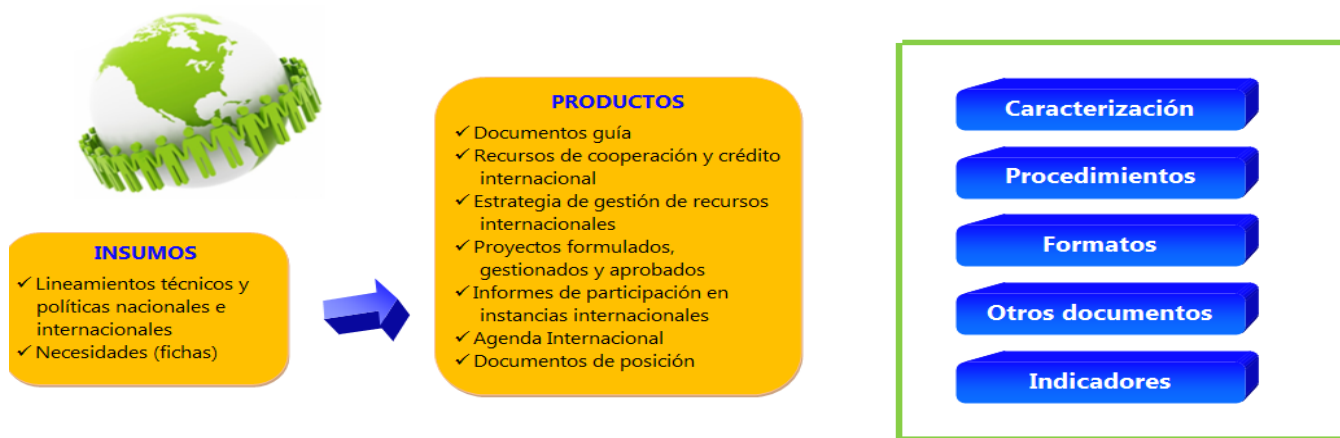 INSUMOS
✓ Lineamientos técnicos y
políticas nacionales e
internacionales
✓ Necesidades (fichas)
PRODUCTOS
✓ Documentos guía
✓ Recursos de cooperación y crédito
internacional
✓ Estrategia de gestión de recursos
internacionales
✓ Proyectos formulados,
gestionados y aprobados
✓ Informes de participación en
instancias internacionales
✓ Agenda Internacional
✓ Documentos de posición
Caracterización
Procedimientos
Formatos
Otros documentos
Indicadores